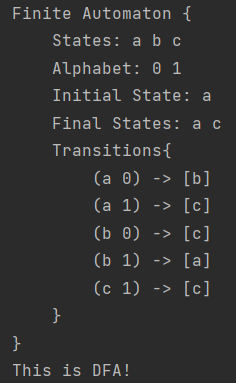 Finite Automaton {
    States: a b c
    Alphabet: 0 1
    Initial State: a
    Final States: a c
    Transitions{
        (a 0) -> [b]
        (a 1) -> [c]
        (b 0) -> [c]
        (b 1) -> [a]
        (c 1) -> [c]
    }
}
This is DFA!